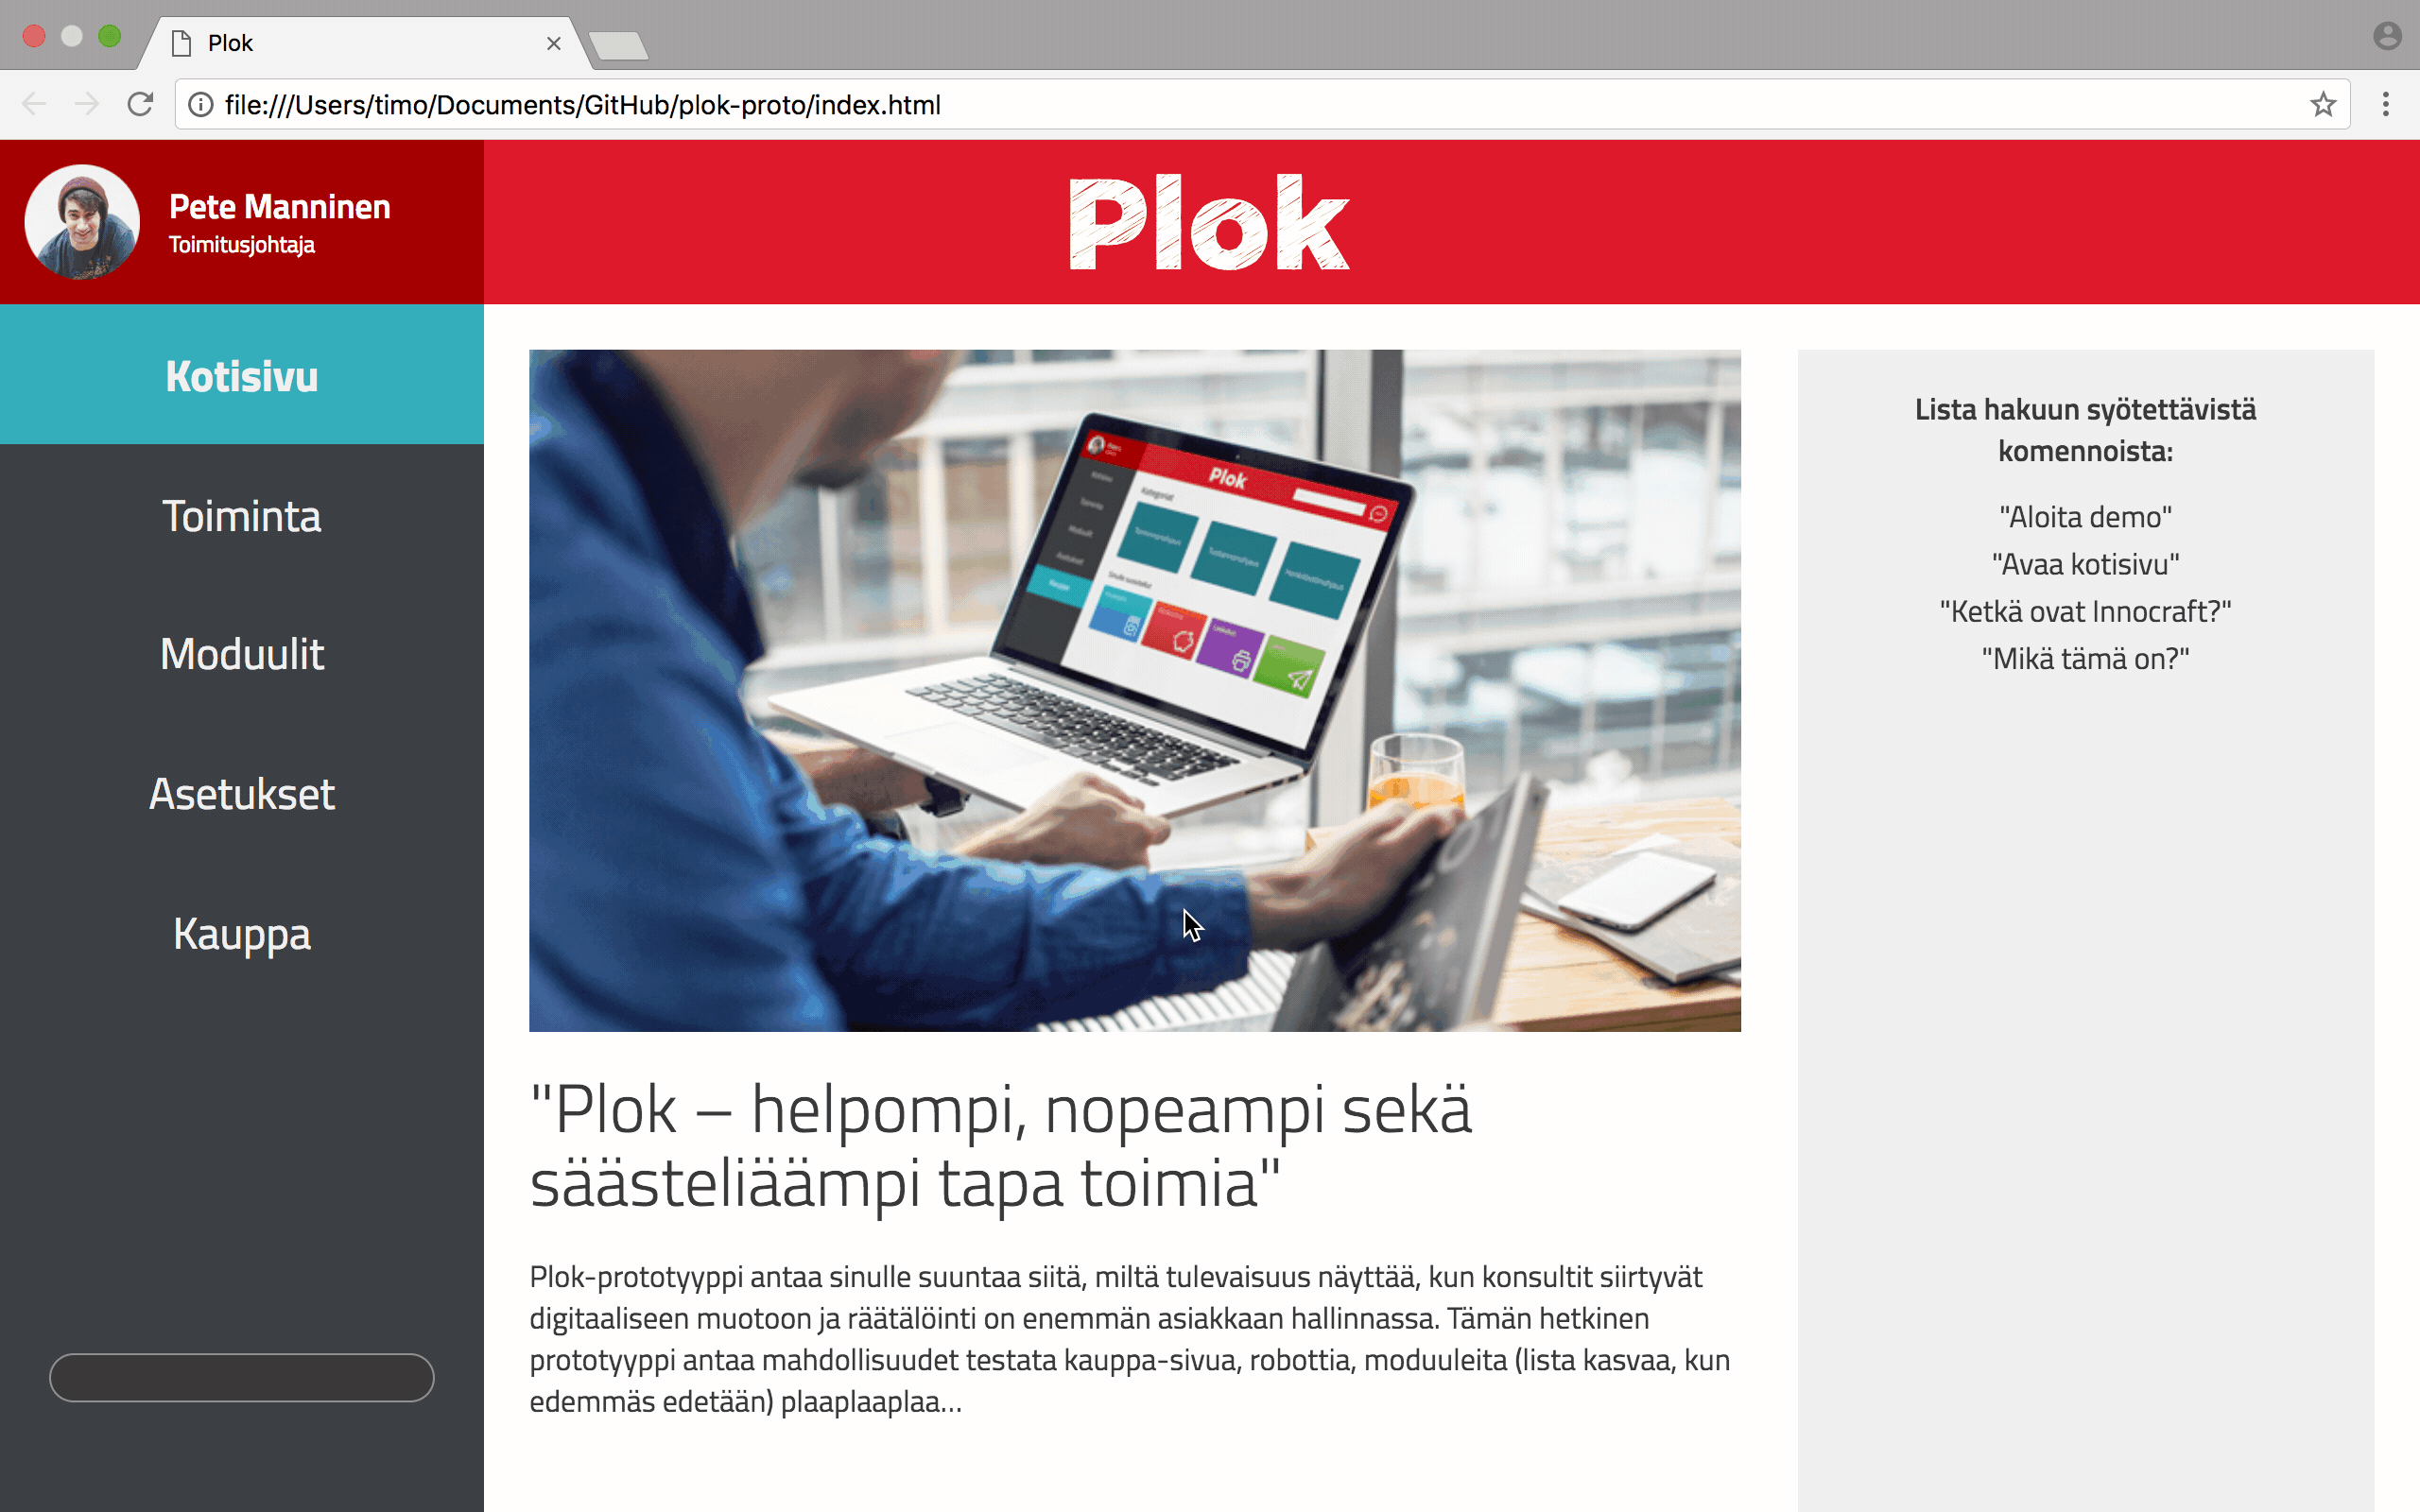 Plok
file:///Users/timo/Documents/GitHub/plok-proto/index.html
Pete Manninen
Toimitusjohtaja
Plok
Kotisivu
Toiminta
Moduulit
Asetukset
Kauppa
Plok
Kategoriat
Kauppa
"Plok – helpompi, nopeampi sekä
säästeliäämpi tapa toimia"
Plok-prototyyppi antaa sinulle suuntaa siitä, miltä tulevaisuus näyttää, kun konsultit siirtyvät
digitaaliseen muotoon ja räätälöinti on enemmän asiakkaan hallinnassa. Tämän hetkinen
prototyyppi antaa mahdollisuudet testata kauppa-sivua, robottia, moduuleita (lista kasvaa, kun
edemmäs edetään) plaaplaaplaa...
Lista hakuun syötettävistä
komennoista:
"Aloita demo"
"Avaa kotisivu"
"Ketkä ovat Innocraft?"
"Mikä tämä on?"